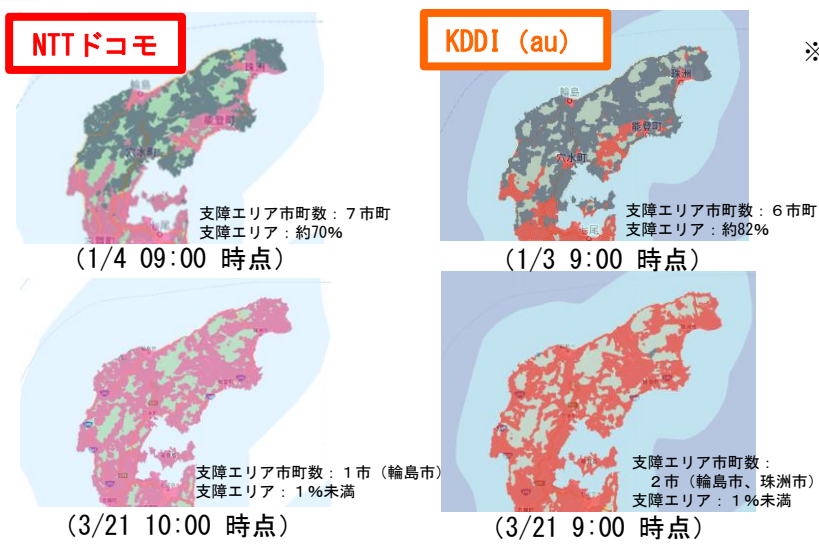 NTTドコモ
KDDI (au)
※
輪島
珠洲
能登町
穴水町
七尾
支障エリア市町数：７市町
支障エリア：約70%
(1/4 09:00 時点)
輪島
珠洲
能登町
穴水町
七尾
支障エリア市町数：６市町
支障エリア：約82%
(1/3 9:00 時点)
支障エリア市町数：１市（輪島市）
支障エリア：１%未満
(3/21 10:00 時点)
支障エリア市町数：
２市（輪島市、珠洲市）
支障エリア：１%未満
(3/21 9:00 時点)